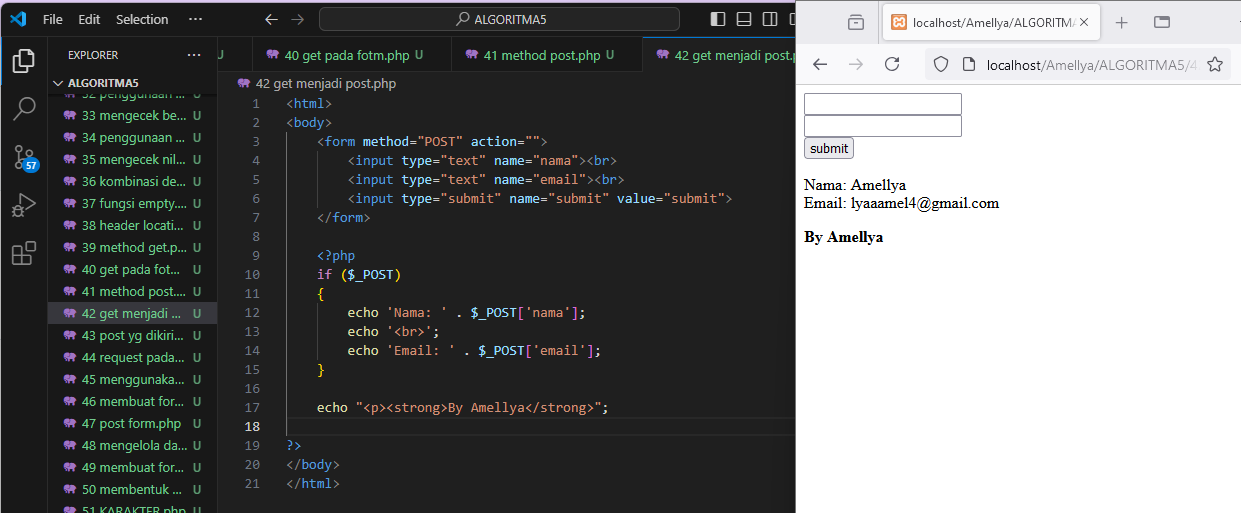 File Edit Selection ··· ALGORITMA5
EXPLORER ···
ALGORITMA5
32 penggunaan ... U
33 mengecek be... U
34 penggunaan ... U
35 mengecek nil... U
36 kombinasi de... U
37 fungsi empty.... U
38 header locati... U
39 method get.p... U
40 get pada fot... U
41 method post.... U
42 get menjadi ... U
43 post yg dikiri... U
44 request pada... U
45 menggunaka... U
46 membuat for... U
47 post form.php U
48 mengelola da... U
49 membuat for... U
50 membentuk ... U
51 KARAKTER.php U
57
U 40 get pada fotm.php U 41 method post.php U 42 get menjadi post.p
42 get menjadi post.php
1 <html>
2 <body>
3 <form method="POST" action="">
4 <input type="text" name="nama"><br>
5 <input type="text" name="email"><br>
6 <input type="submit" name="submit" value="submit">
7 </form>
8
9 <?php
10 if ($_POST)
11 {
12 echo 'Nama: ' . $_POST['nama'];
13 echo '<br>';
14 echo 'Email: ' . $_POST['email'];
15 }
16
17 echo "<p><strong>By Amellya</strong>";
18
19 ?>
20 </body>
21 </html>
localhost/Amellya/ALGORITMA
localhost/Amellya/ALGORITMA5/4
submit
Nama: Amellya
Email: lyaaamel4@gmail.com
By Amellya